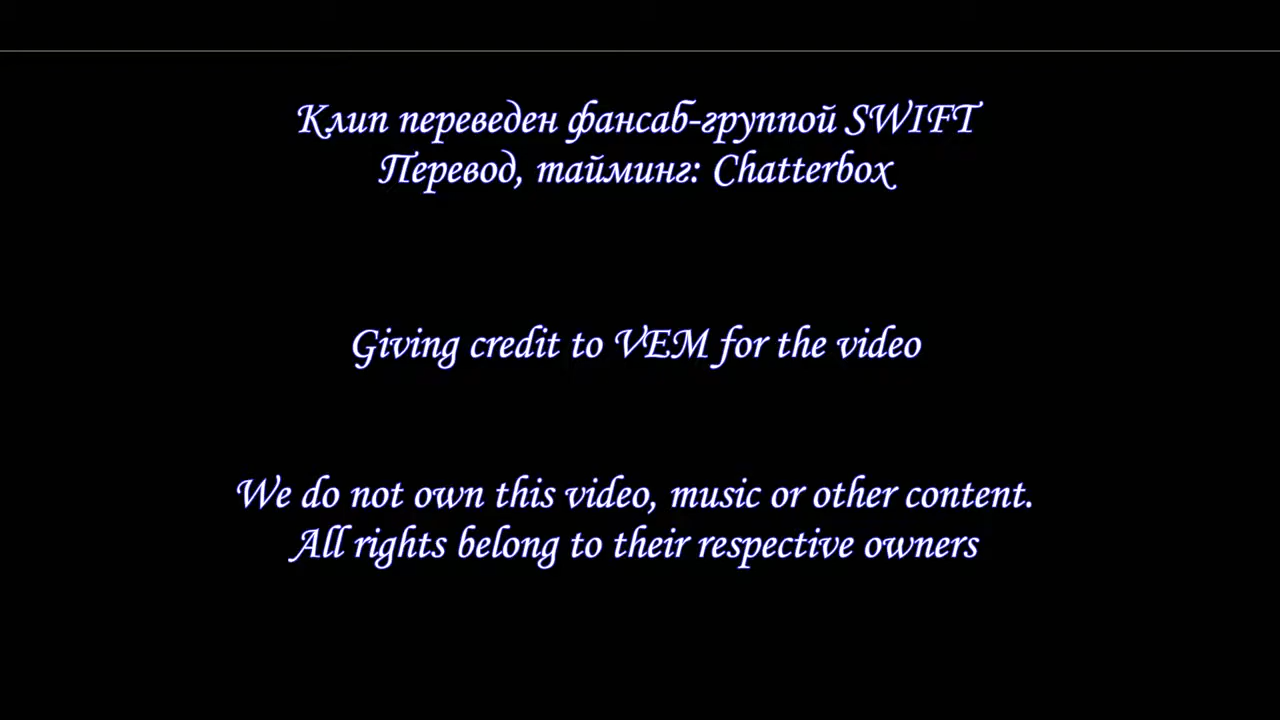 Клип переведен фансаб-группой SWIFT
Перевод, тайминг: Chatterbox
Giving credit to VEM for the video
We do not own this video, music or other content.
All rights belong to their respective owners